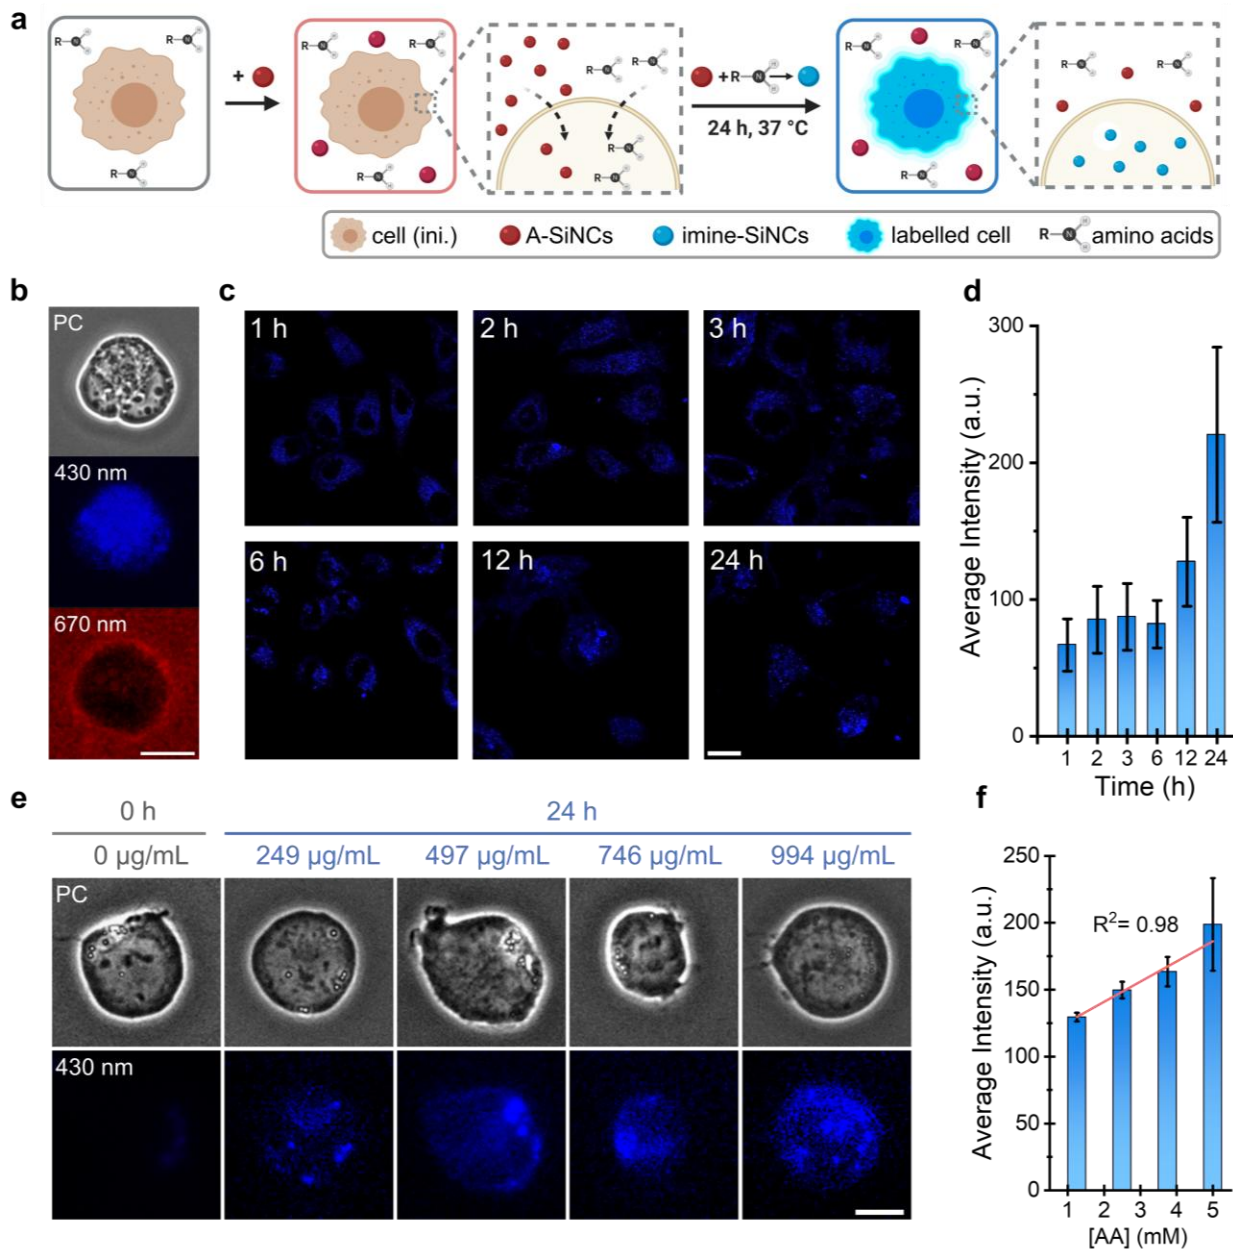 a
R N H H
R N H H
R N H H
+
R N H H
R N H H
R N H H
R N H H
R N H H
R N H H
R N H H
+ R N H H
24 h, 37 °C
R N H H
R N H H
R N H H
R N H H
R N H H
cell (ini.) A-SiNCs imine-SiNCs labelled cell R N H H amino acids
b
PC
430 nm
670 nm
c
1 h 2 h 3 h
6 h 12 h 24 h
d
Average Intensity (a.u.)
300
200
100
0
1 2 3 6 12 24
Time (h)
e
0 h 24 h
0 µg/mL 249 µg/mL 497 µg/mL 746 µg/mL 994 µg/mL
PC
430 nm
f
Average Intensity (a.u.)
250
200
150
100
50
0
R²= 0.98
1 2 3 4 5
[AA] (mM)